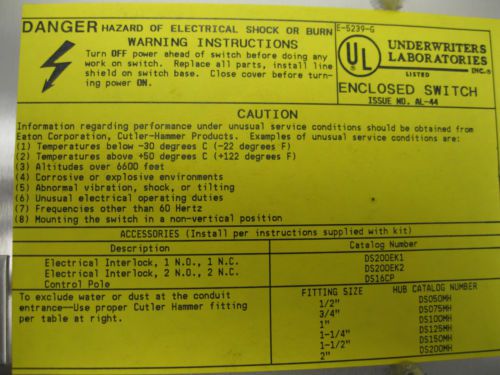 DANGER HAZARD OF ELECTRICAL SHOCK OR BURN
WARNING INSTRUCTIONS
Turn OFF power ahead of switch before doing any
work on switch. Replace all parts, install line
shield on switch base. Close cover before turn-
ing power ON.
E-5239-G
UL
UNDERWRITERS
LABORATORIES
INC.®
LISTED
ENCLOSED SWITCH
ISSUE NO. AL-44
CAUTION
Information regarding performance under unusual service conditions should be obtained from
Eaton Corporation, Cutler-Hammer Products. Examples of unusual service conditions are:
(1) Temperatures below -30 degrees C (-22 degrees F)
(2) Temperatures above +50 degrees C (+122 degrees F)
(3) Altitudes over 6600 feet
(4) Corrosive or explosive environments
(5) Abnormal vibration, shock, or tilting
(6) Unusual electrical operating duties
(7) Frequencies other than 60 Hertz
(8) Mounting the switch in a non-vertical position
ACCESSORIES (Install per instructions supplied with kit)
Description Catalog Number
Electrical Interlock, 1 N.O., 1 N.C. DS200EK1
Electrical Interlock, 2 N.O., 2 N.C. DS200EK2
Control Pole DS16CP
To exclude water or dust at the conduit
entrance—Use proper Cutler Hammer fitting
per table at right.
FITTING SIZE HUB CATALOG NUMBER
1/2" DS050MH
3/4" DS075MH
1" DS100MH
1-1/4" DS125MH
1-1/2" DS150MH
2" DS200MH